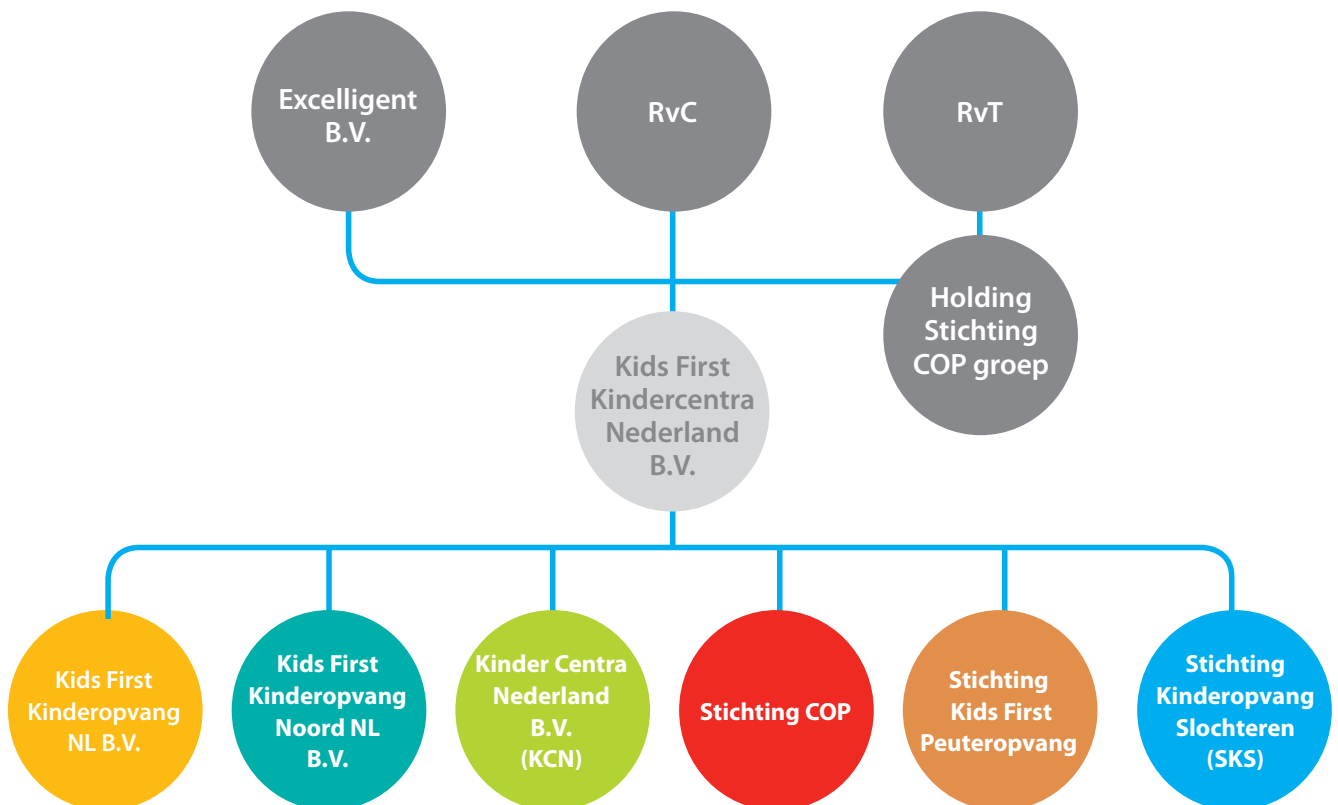 Excelligent
B.V.
RvC
RvT
Holding
Stichting
COP groep
Kids First
Kindercentra
Nederland
B.V.
Kids First
Kinderopvang
NL B.V.
Kids First
Kinderopvang
Noord NL
B.V.
Kinder Centra
Nederland
B.V.
(KCN)
Stichting COP
Stichting
Kids First
Peuteropvang
Stichting
Kinderopvang
Slochteren
(SKS)